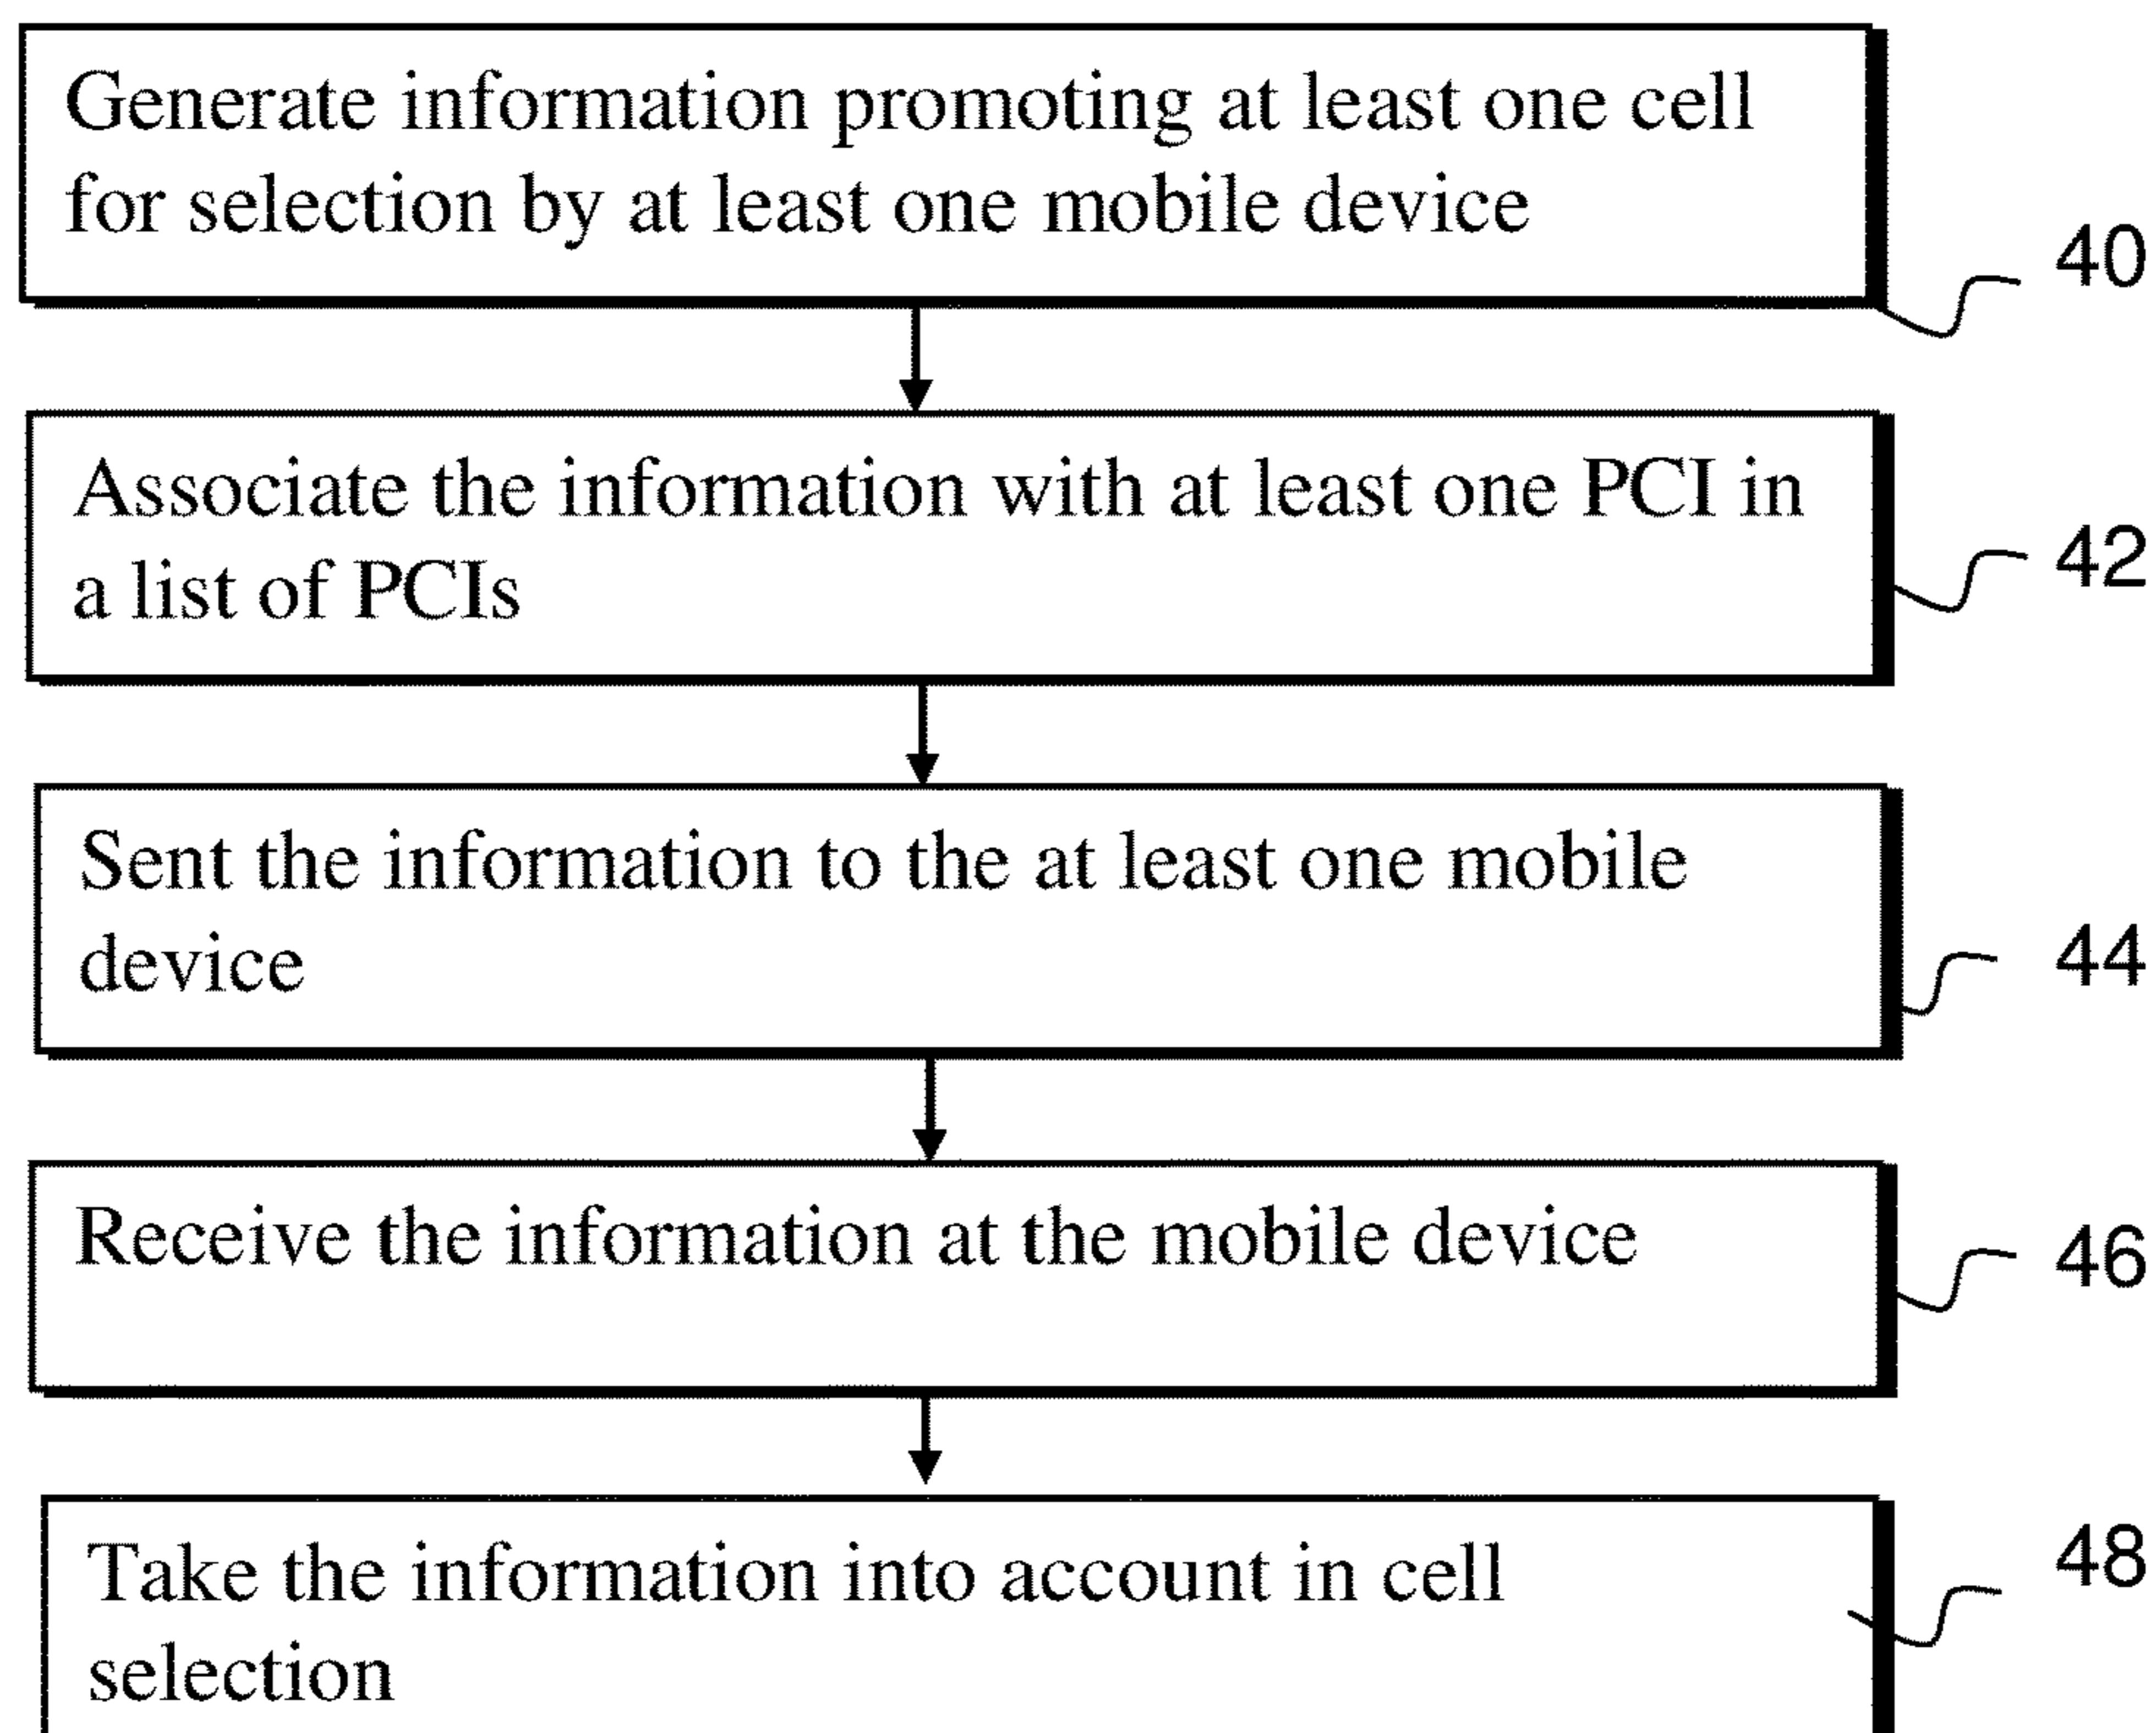 Generate information promoting at least one cell
for selection by at least one mobile device
40
Associate the information with at least one PCI in
a list of PCIs
42
Sent the information to the at least one mobile
device
44
Receive the information at the mobile device
46
Take the information into account in cell
selection
48